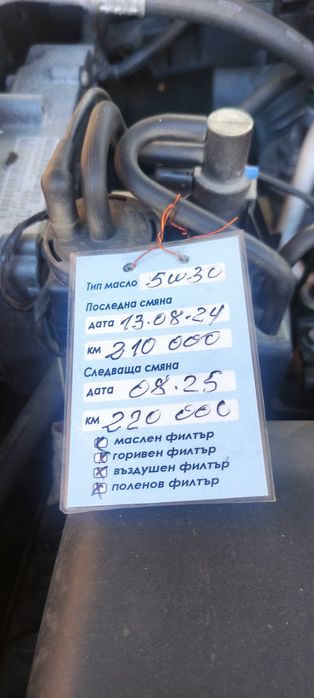 Тип масло 5W-30
Последна смяна
дата 13.08.24
км 210 000
Следваща смяна
дата 08.25
км 220 000
маслен филтър
горивен филтър
въздушен филтър
поленов филтър